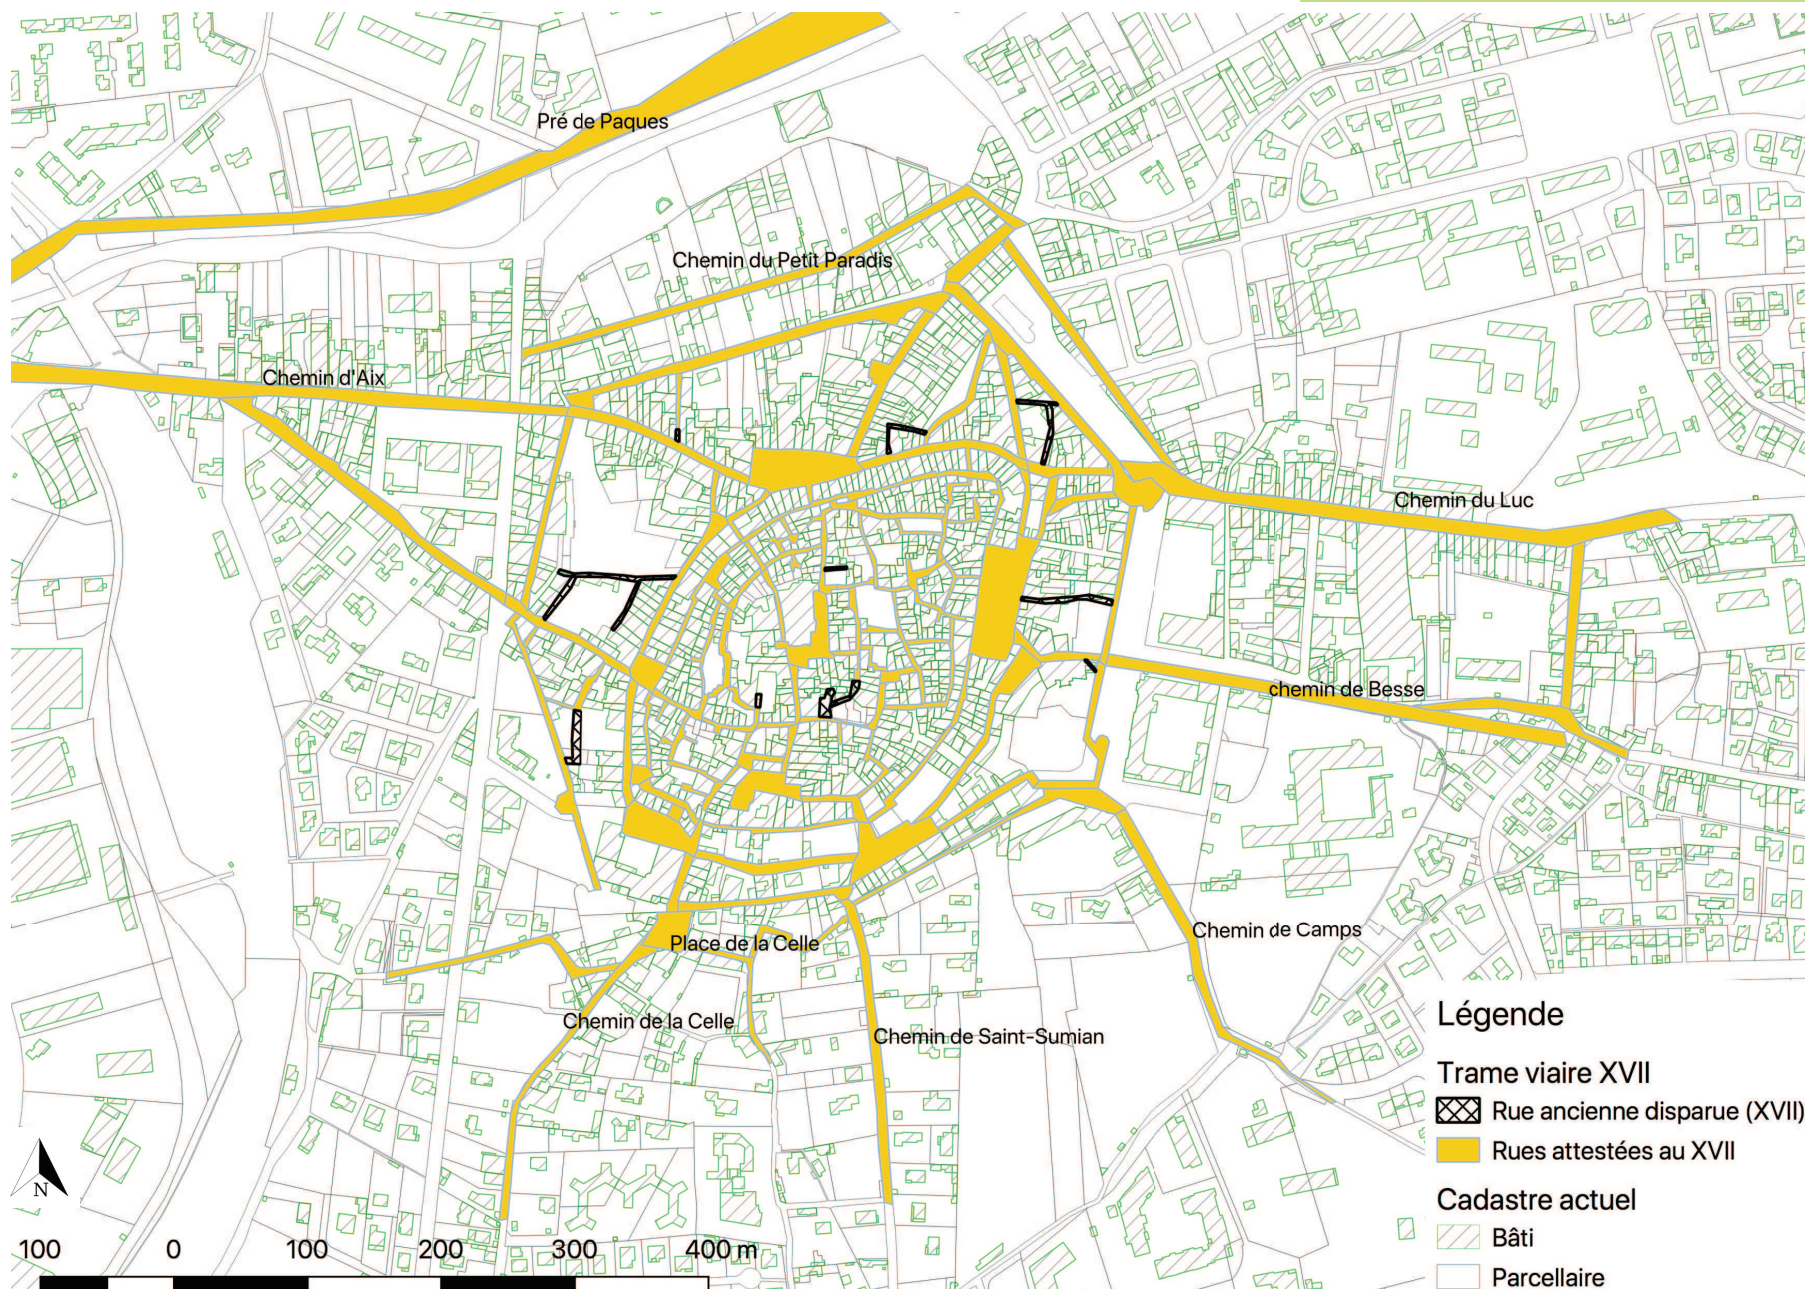 Pré de Paques
Chemin du Petit Paradis
Chemin d'Aix
Chemin du Luc
chemin de Besse
Chemin de Camps
Place de la Celle
Chemin de la Celle
Chemin de Saint-Sumian
Légende
Trame viaire XVII
Rue ancienne disparue (XVII)
Rues attestées au XVII
Cadastre actuel
Bâti
Parcellaire
N
100 0 100 200 300 400 m